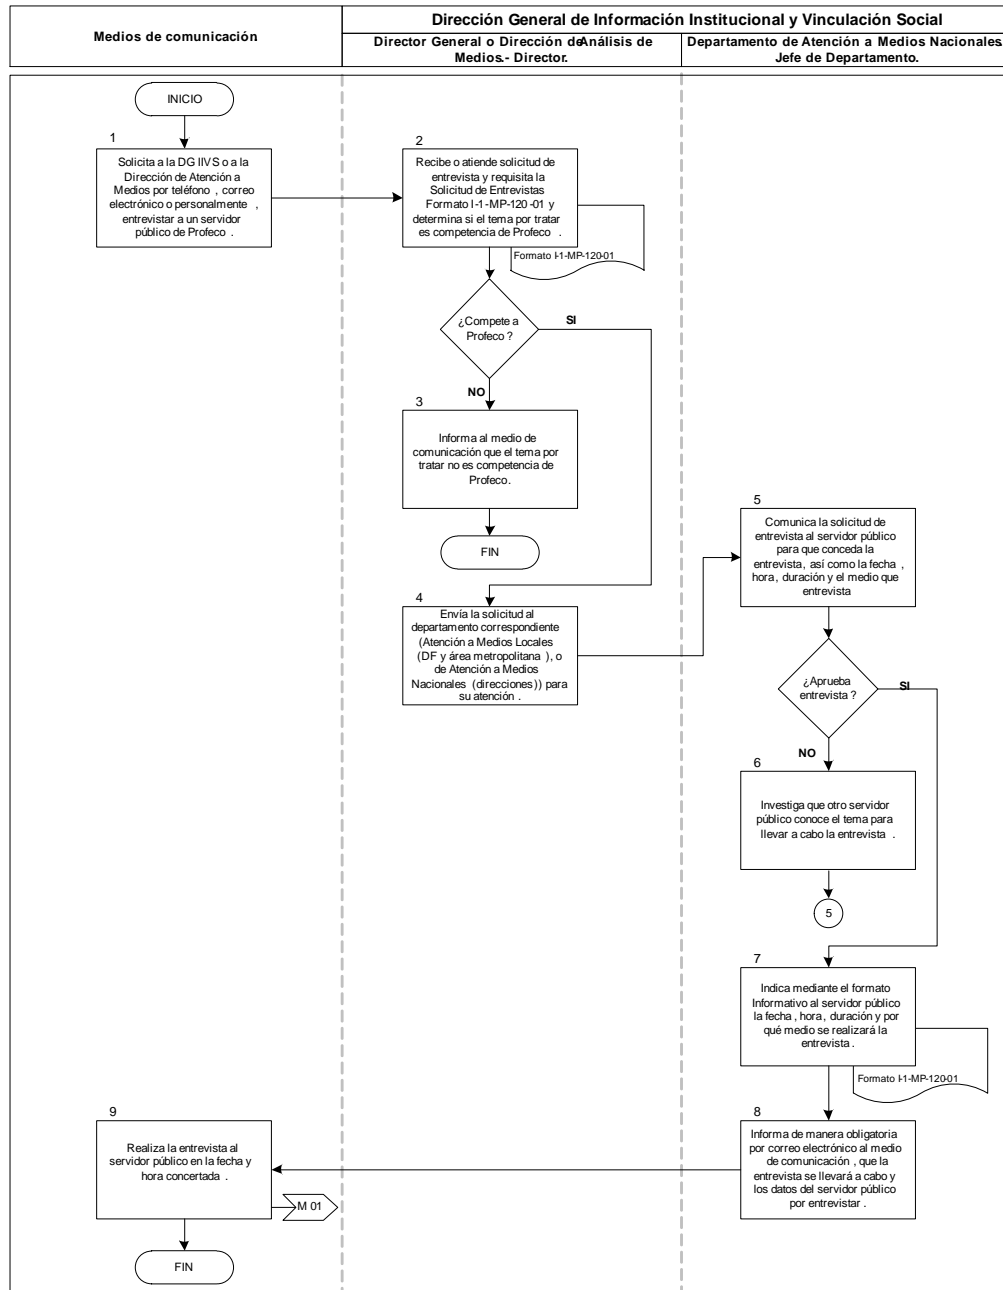 Medios de comunicación
Dirección General de Información Institucional y Vinculación Social
Director General o Dirección de Análisis de
Medios.- Director.
Departamento de Atención a Medios Nacionales
Jefe de Departamento.
INICIO
1
Solicita a la DG IIVS o a la
Dirección de Atención a
Medios por teléfono , correo
electrónico o personalmente ,
entrevistar a un servidor
público de Profeco .
2
Recibe o atiende solicitud de
entrevista y requisita la
Solicitud de Entrevistas
Formato I-1-MP-120 -01 y
determina si el tema por tratar
es competencia de Profeco .
Formato I-1-MP-120-01
¿Compete a
Profeco ?
SI
NO
3
Informa al medio de
comunicación que el tema por
tratar no es competencia de
Profeco.
FIN
4
Envía la solicitud al
departamento correspondiente
(Atención a Medios Locales
(DF y área metropolitana ), o
de Atención a Medios
Nacionales (direcciones)) para
su atención .
5
Comunica la solicitud de
entrevista al servidor público
para que conceda la
entrevista, así como la fecha ,
hora, duración y el medio que
entrevista
¿Aprueba
entrevista ?
SI
NO
6
Investiga que otro servidor
público conoce el tema para
llevar a cabo la entrevista .
5
7
Indica mediante el formato
Informativo al servidor público
la fecha , hora , duración y por
qué medio se realizará la
entrevista .
Formato I-1-MP-120-01
8
Informa de manera obligatoria
por correo electrónico al medio
de comunicación , que la
entrevista se llevará a cabo y
los datos del servidor público
por entrevistar .
9
Realiza la entrevista al
servidor público en la fecha y
hora concertada .
M 01
FIN